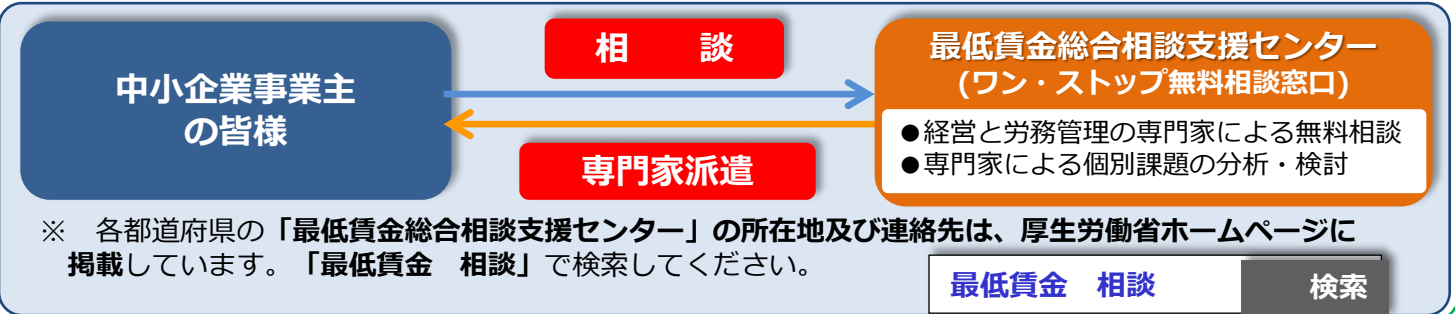 中小企業事業主
の皆様
相　　談
専門家派遣
最低賃金総合相談支援センター
(ワン・ストップ無料相談窓口)
●経営と労務管理の専門家による無料相談
●専門家による個別課題の分析・検討
※　各都道府県の「最低賃金総合相談支援センター」の所在地及び連絡先は、厚生労働省ホームページに
掲載しています。「最低賃金　相談」で検索してください。
最低賃金　相談
検索